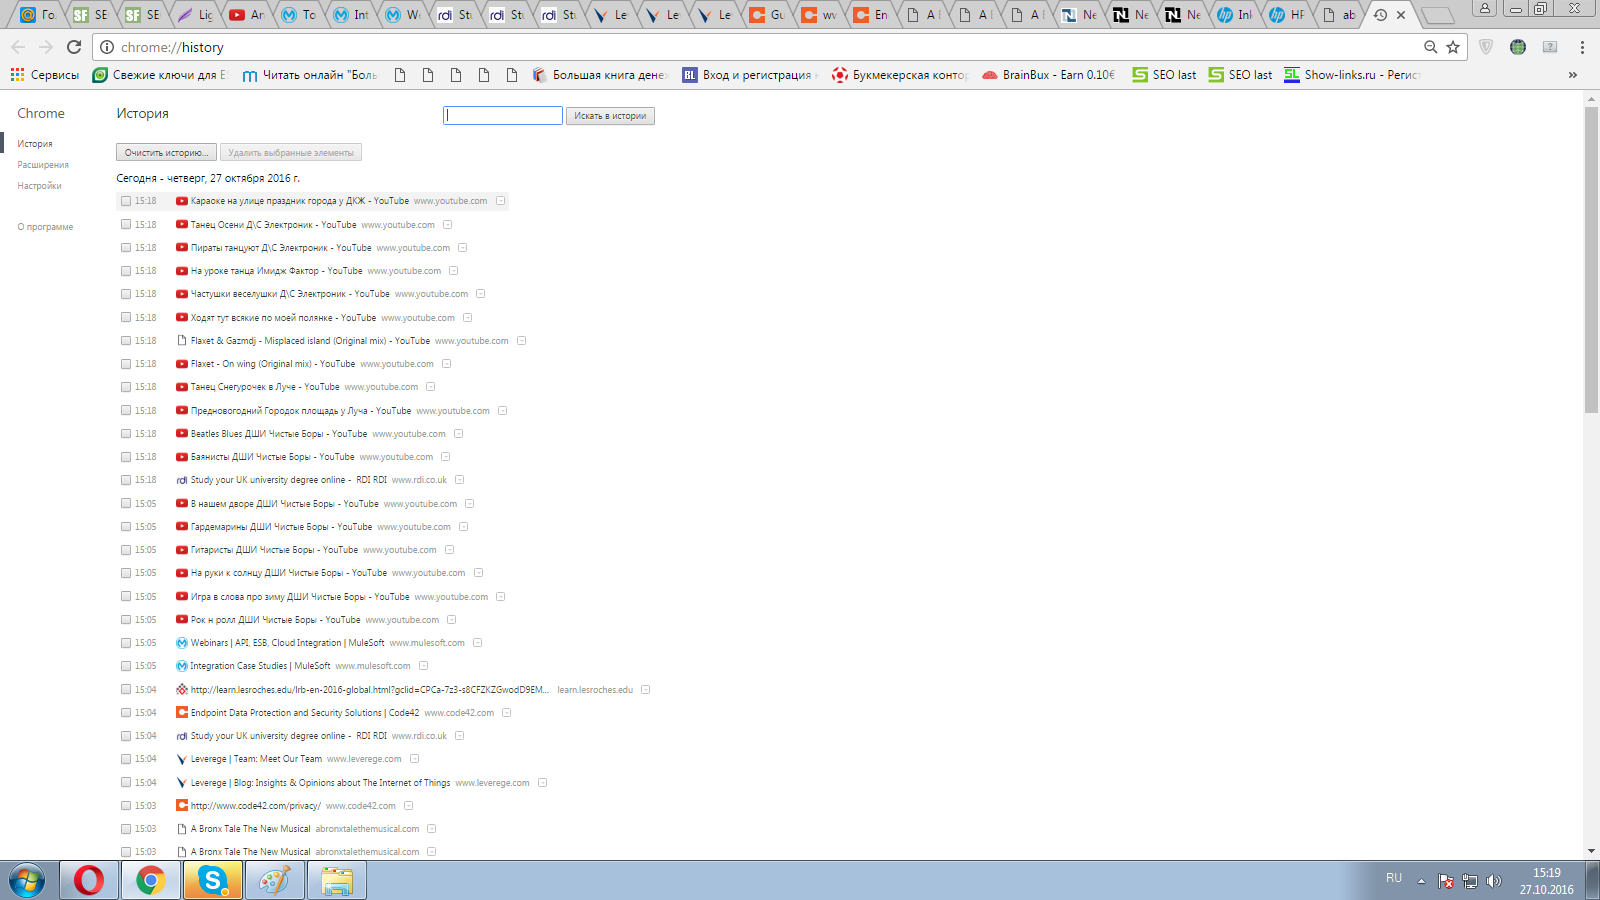 Го. SE SE Lig An To Int We Stu Stu Stu Le Le Le Gu wv En A B A B A B Ne Ne Ne Ink HP ab
chrome://history
Сервисы Свежие ключи для ES Читать онлайн "Боль Большая книга дене Вход и регистрация Букмекерская контор BrainBux - Earn 0.10€ SEO last SEO last Show-links.ru - Регист »
Chrome
История
Искать в истории
История
Расширения
Настройки
О программе
Очистить историю... Удалить выбранные элементы
Сегодня - четверг, 27 октября 2016 г.
15:18 Караоке на улице праздник города у ДКЖ - YouTube www.youtube.com
15:18 Танец Осени Д\С Электроник - YouTube www.youtube.com
15:18 Пираты танцуют Д\С Электроник - YouTube www.youtube.com
15:18 На уроке танца Имидж Фактор - YouTube www.youtube.com
15:18 Частушки веселушки Д\С Электроник - YouTube www.youtube.com
15:18 Ходят тут всякие по моей полянке - YouTube www.youtube.com
15:18 Flaxet & Gazmdj - Misplaced island (Original mix) - YouTube www.youtube.com
15:18 Flaxet - On wing (Original mix) - YouTube www.youtube.com
15:18 Танец Снегурочек в Луче - YouTube www.youtube.com
15:18 Предновогодний Городок площадь у Луча - YouTube www.youtube.com
15:18 Beatles Blues ДШИ Чистые Боры - YouTube www.youtube.com
15:18 Баянисты ДШИ Чистые Боры - YouTube www.youtube.com
15:18 rdi Study your UK university degree online - RDI RDI www.rdi.co.uk
15:05 В нашем дворе ДШИ Чистые Боры - YouTube www.youtube.com
15:05 Гардемарины ДШИ Чистые Боры - YouTube www.youtube.com
15:05 Гитаристы ДШИ Чистые Боры - YouTube www.youtube.com
15:05 На руки к солнцу ДШИ Чистые Боры - YouTube www.youtube.com
15:05 Игра в слова про зиму ДШИ Чистые Боры - YouTube www.youtube.com
15:05 Рок н ролл ДШИ Чистые Боры - YouTube www.youtube.com
15:05 Webinars | API, ESB, Cloud Integration | MuleSoft www.mulesoft.com
15:05 Integration Case Studies | MuleSoft www.mulesoft.com
15:04 http://learn.lesroches.edu/lrb-en-2016-global.html?gclid=CPCa-7z3-s8CFZKZGwodD9EM... learn.lesroches.edu
15:04 Endpoint Data Protection and Security Solutions | Code42 www.code42.com
15:04 rdi Study your UK university degree online - RDI RDI www.rdi.co.uk
15:04 Leverege | Team: Meet Our Team www.leverege.com
15:04 Leverege | Blog: Insights & Opinions about The Internet of Things www.leverege.com
15:03 http://www.code42.com/privacy/ www.code42.com
15:03 A Bronx Tale The New Musical abronxtalethemusical.com
15:03 A Bronx Tale The New Musical abronxtalethemusical.com
RU 15:19
27.10.2016